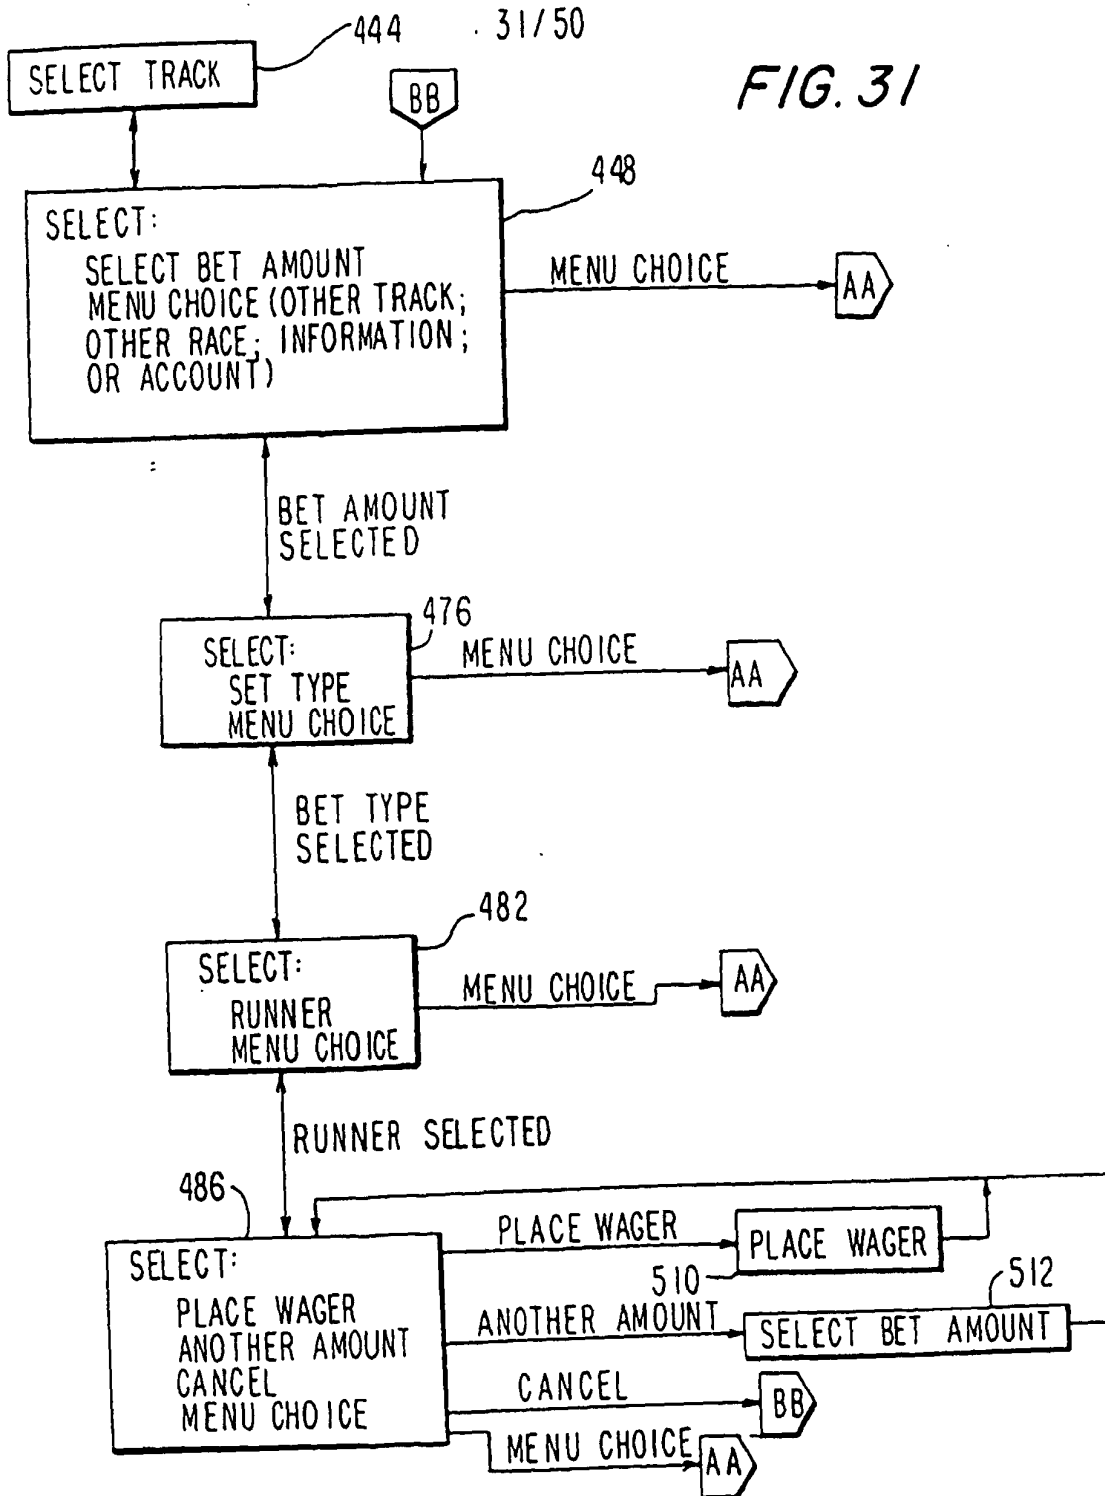 444
31/50
FIG. 31
SELECT TRACK
BB
448
SELECT:
SELECT BET AMOUNT
MENU CHOICE (OTHER TRACK;
OTHER RACE; INFORMATION;
OR ACCOUNT)
MENU CHOICE
AA
BET AMOUNT
SELECTED
476
SELECT:
SET TYPE
MENU CHOICE
MENU CHOICE
AA
BET TYPE
SELECTED
482
SELECT:
RUNNER
MENU CHOICE
MENU CHOICE
AA
RUNNER SELECTED
486
SELECT:
PLACE WAGER
ANOTHER AMOUNT
CANCEL
MENU CHOICE
PLACE WAGER
PLACE WAGER
510
512
ANOTHER AMOUNT
SELECT BET AMOUNT
CANCEL
BB
MENU CHOICE
AA